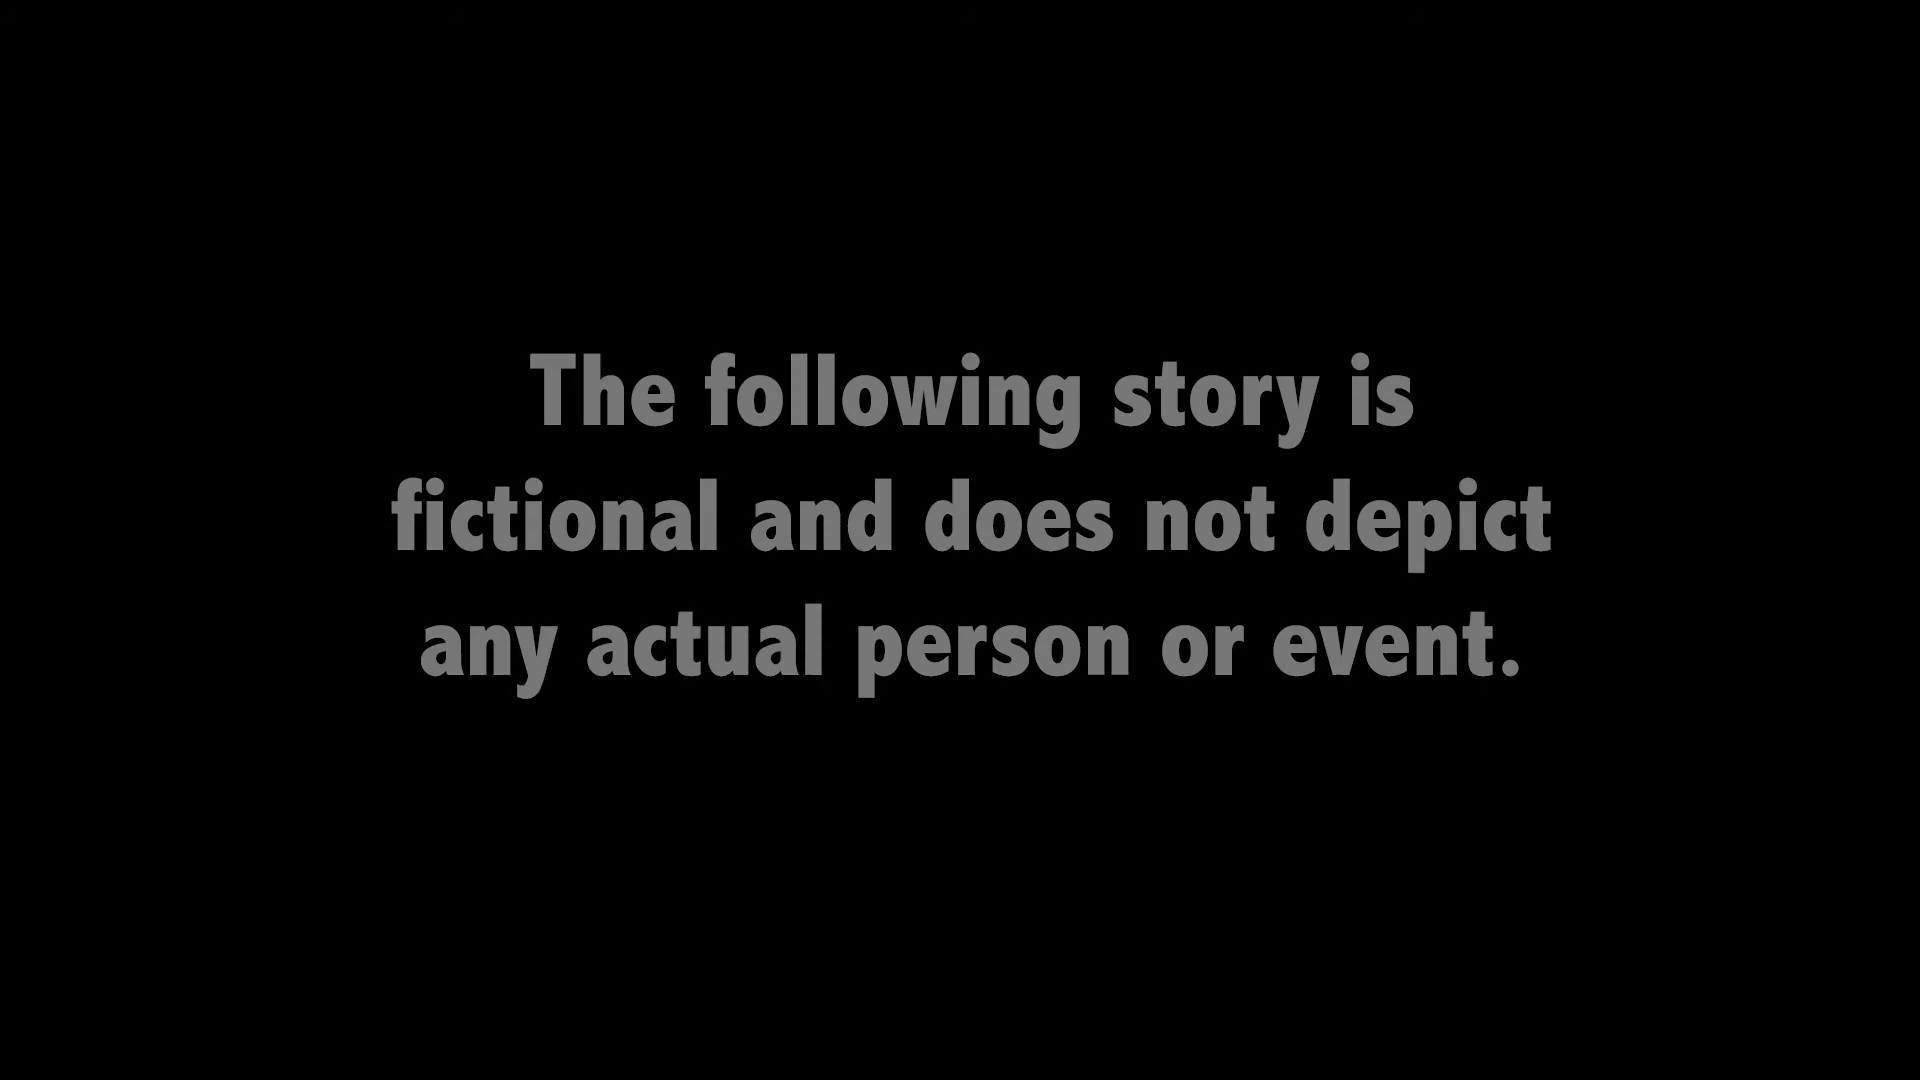 The following story is
fictional and does not depict
any actual person or event.